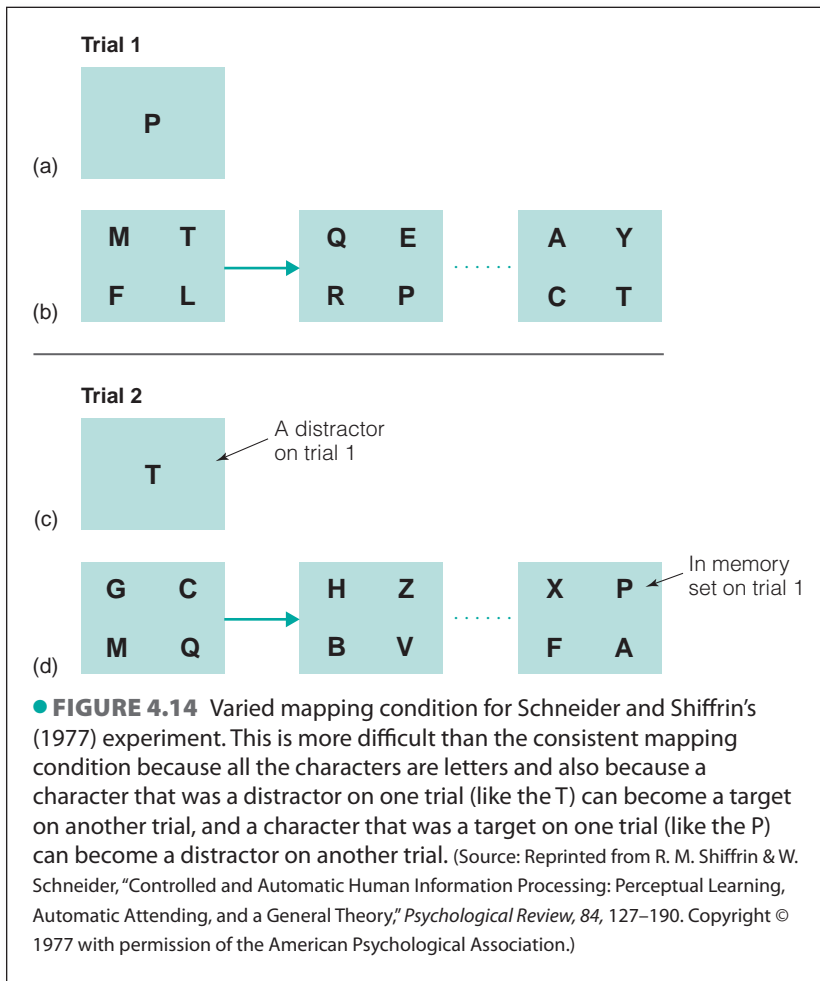 Trial 1
P
(a)
M T Q E A Y
F L R P C T
(b)
Trial 2
A distractor
on trial 1
T
(c)
G C H Z X P
In memory
set on trial 1
M Q B V F A
(d)
● FIGURE 4.14 Varied mapping condition for Schneider and Shiffrin’s
(1977) experiment. This is more difficult than the consistent mapping
condition because all the characters are letters and also because a
character that was a distractor on one trial (like the T) can become a target
on another trial, and a character that was a target on one trial (like the P)
can become a distractor on another trial. (Source: Reprinted from R. M. Shiffrin & W.
Schneider, “Controlled and Automatic Human Information Processing: Perceptual Learning,
Automatic Attending, and a General Theory,” Psychological Review, 84, 127–190. Copyright ©
1977 with permission of the American Psychological Association.)